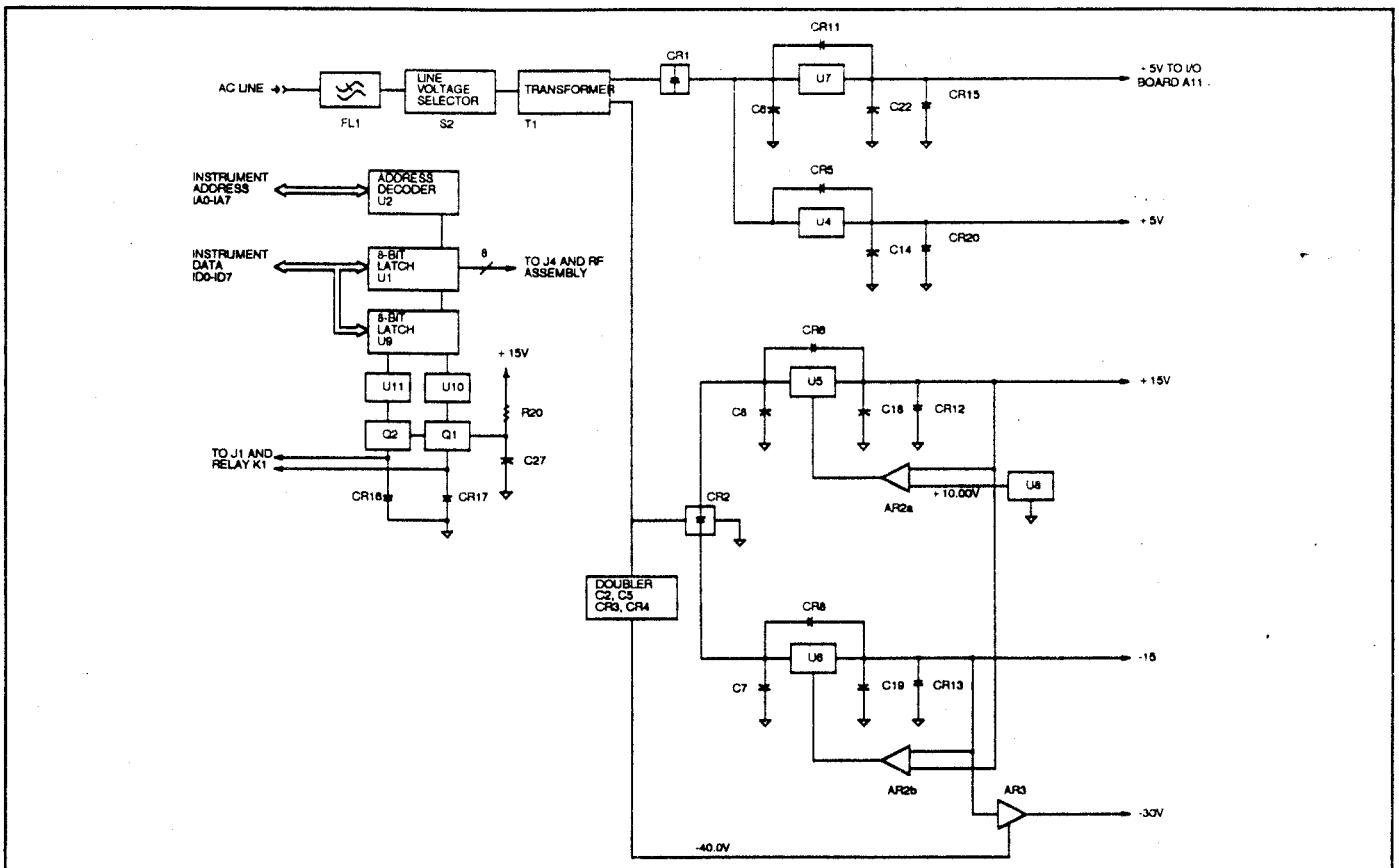 CR11
CR1
AC LINE
LINE
VOLTAGE
SELECTOR
TRANSFORMER
U7
+ 5V TO I/O
BOARD A11
FL1
S2
T1
C6
C22
CR15
INSTRUMENT
ADDRESS
IA0-IA7
ADDRESS
DECODER
U2
CR5
U4
+ 5V
C14
CR20
INSTRUMENT
DATA
ID0-ID7
8-BIT
LATCH
U1
8
TO J4 AND RF
ASSEMBLY
8-BIT
LATCH
U9
+ 15V
CR6
U11
U10
U5
+ 15V
R20
C8
C18
CR12
Q2
Q1
TO J1 AND
RELAY K1
C27
CR16
CR17
CR2
+ 10.00V
U8
AR2a
DOUBLER
C2, C5
CR3, CR4
CR8
U6
-15
C7
C19
CR13
AR2b
AR3
-30V
-40.0V